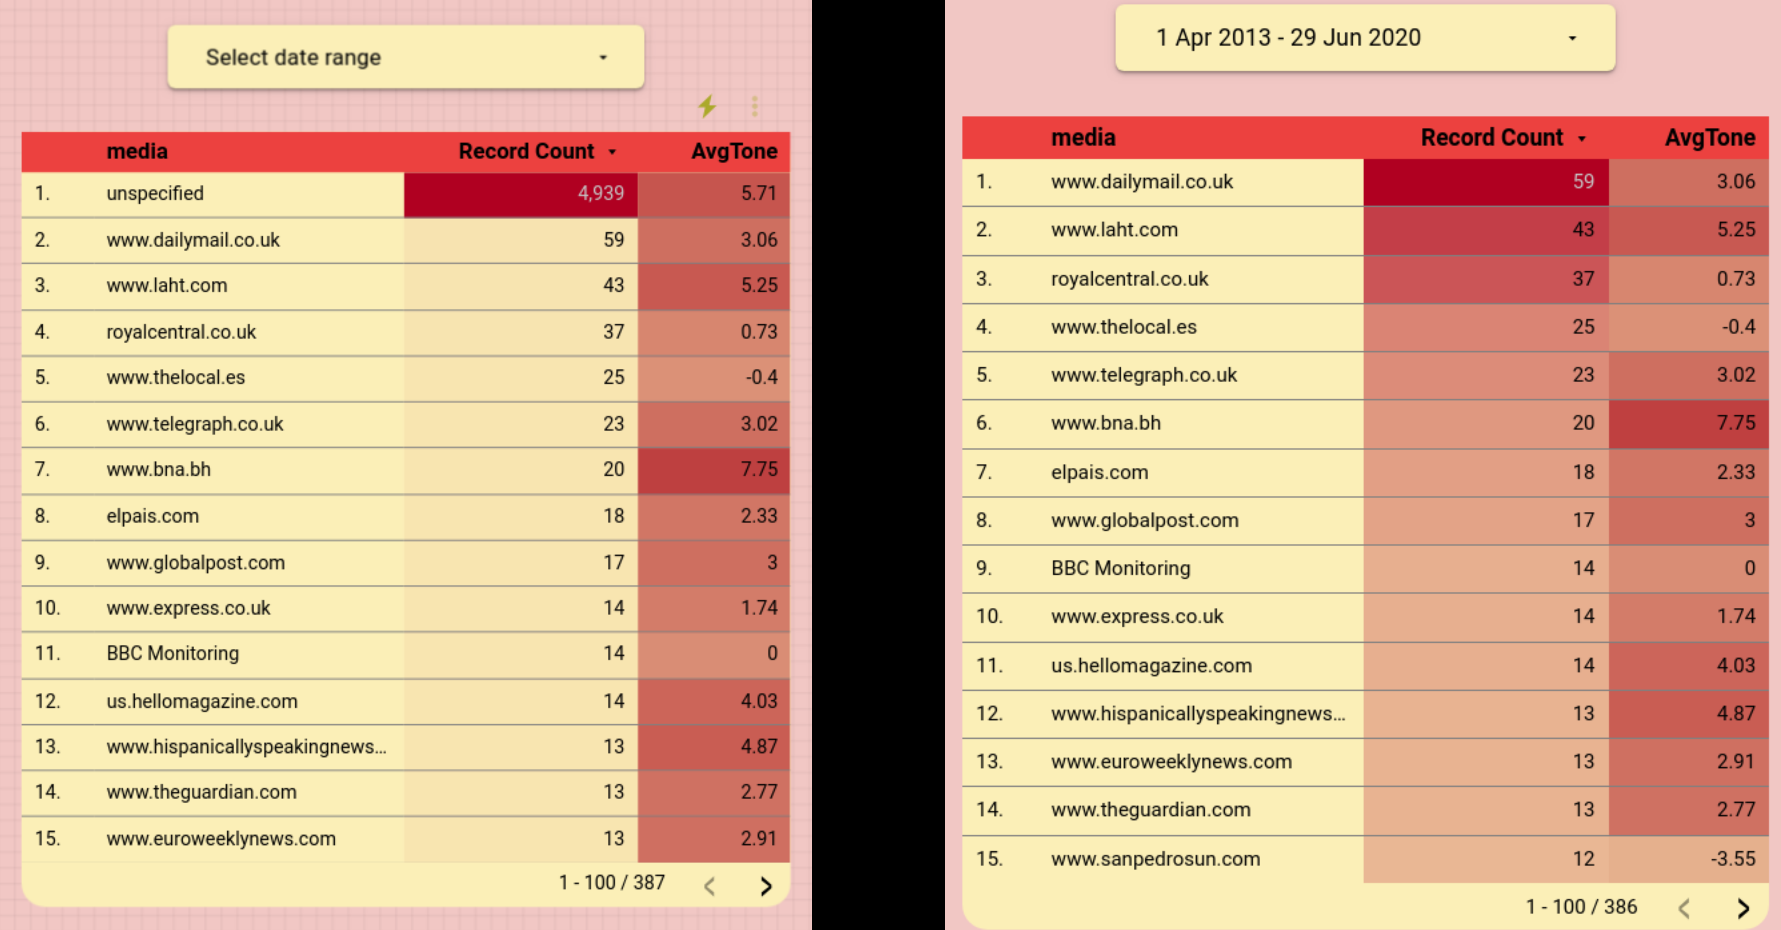 Select date range
media Record Count AvgTone
1. unspecified 4,939 5.71
2. www.dailymail.co.uk 59 3.06
3. www.laht.com 43 5.25
4. royalcentral.co.uk 37 0.73
5. www.thelocal.es 25 -0.4
6. www.telegraph.co.uk 23 3.02
7. www.bna.bh 20 7.75
8. elpais.com 18 2.33
9. www.globalpost.com 17 3
10. www.express.co.uk 14 1.74
11. BBC Monitoring 14 0
12. us.hellomagazine.com 14 4.03
13. www.hispanicallyspeakingnews... 13 4.87
14. www.theguardian.com 13 2.77
15. www.euroweeklynews.com 13 2.91
1 - 100 / 387
1 Apr 2013 - 29 Jun 2020
media Record Count AvgTone
1. www.dailymail.co.uk 59 3.06
2. www.laht.com 43 5.25
3. royalcentral.co.uk 37 0.73
4. www.thelocal.es 25 -0.4
5. www.telegraph.co.uk 23 3.02
6. www.bna.bh 20 7.75
7. elpais.com 18 2.33
8. www.globalpost.com 17 3
9. BBC Monitoring 14 0
10. www.express.co.uk 14 1.74
11. us.hellomagazine.com 14 4.03
12. www.hispanicallyspeakingnews... 13 4.87
13. www.euroweeklynews.com 13 2.91
14. www.theguardian.com 13 2.77
15. www.sanpedrosun.com 12 -3.55
1 - 100 / 386